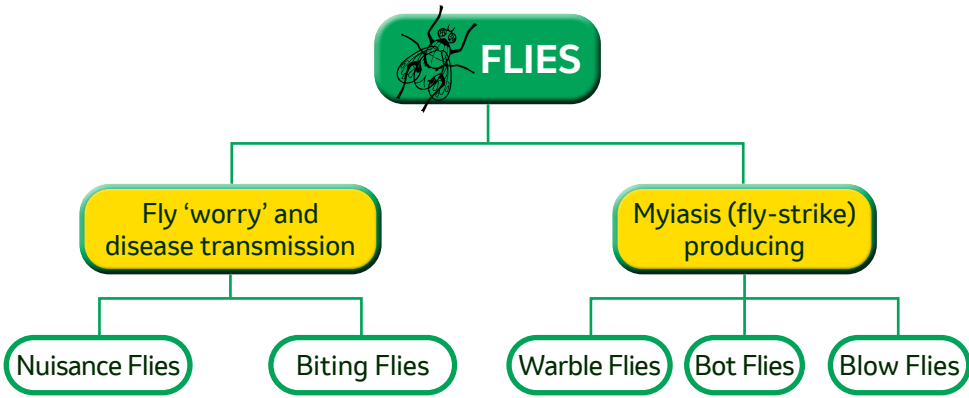 FLIES
Fly ‘worry’ and
disease transmission
Myiasis (fly-strike)
producing
Nuisance Flies
Biting Flies
Warble Flies
Bot Flies
Blow Flies